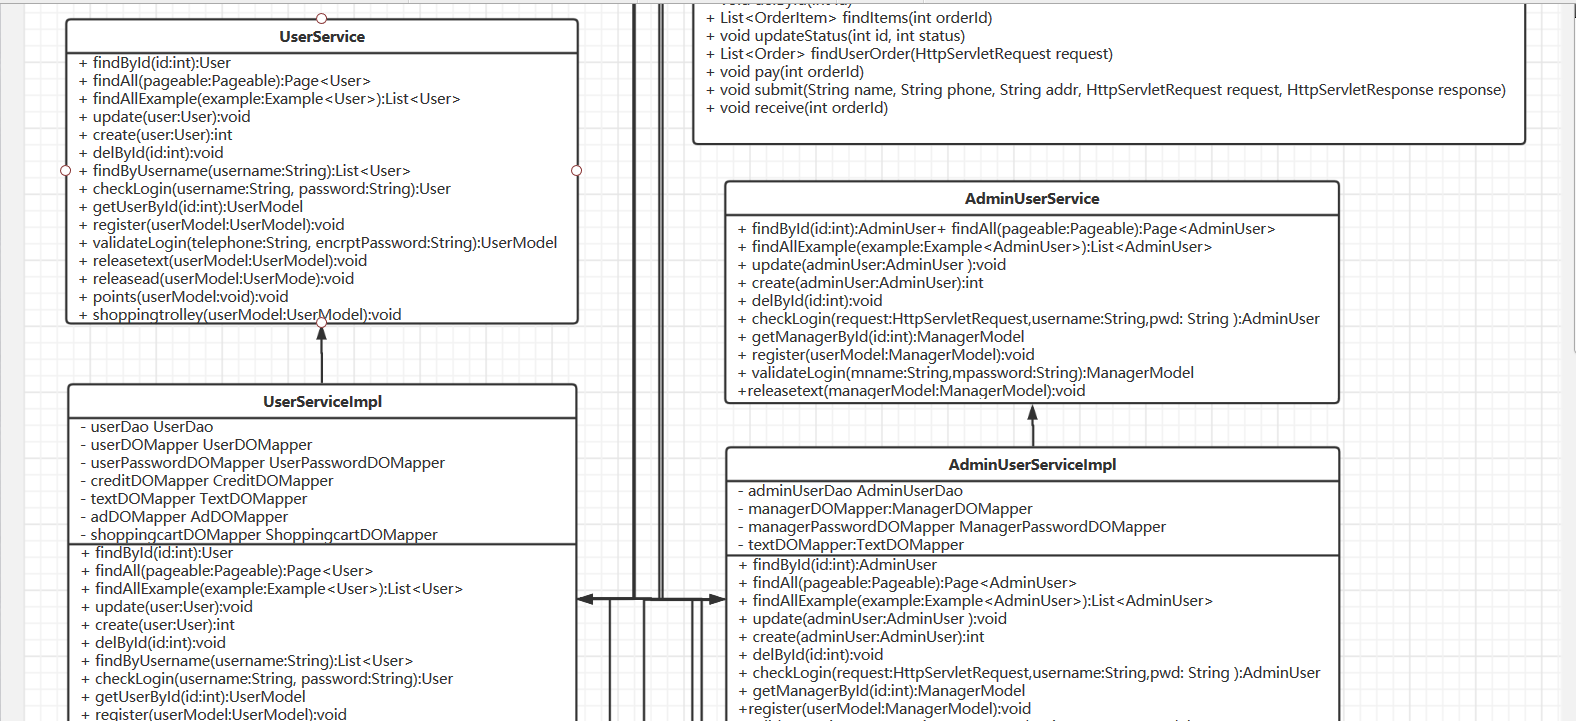 UserService
+ findById(id:int):User
+ findAll(pageable:Pageable):Page<User>
+ findAllExample(example:Example<User>):List<User>
+ update(user:User):void
+ create(user:User):int
+ delById(id:int):void
+ findByUsername(username:String):List<User>
+ checkLogin(username:String, password:String):User
+ getUserById(id:int):UserModel
+ register(userModel:UserModel):void
+ validateLogin(telephone:String, encrptPassword:String):UserModel
+ releasetext(userModel:UserModel):void
+ releasead(userModel:UserMode):void
+ points(userModel:void):void
+ shoppingtrolley(userModel:UserModel):void
UserServiceImpl
- userDao UserDao
- userDOMapper UserDOMapper
- userPasswordDOMapper UserPasswordDOMapper
- creditDOMapper CreditDOMapper
- textDOMapper TextDOMapper
- adDOMapper AdDOMapper
- shoppingcartDOMapper ShoppingcartDOMapper
+ findById(id:int):User
+ findAll(pageable:Pageable):Page<User>
+ findAllExample(example:Example<User>):List<User>
+ update(user:User):void
+ create(user:User):int
+ delById(id:int):void
+ findByUsername(username:String):List<User>
+ checkLogin(username:String, password:String):User
+ getUserById(id:int):UserModel
+ register(userModel:UserModel):void
+ List<OrderItem> findItems(int orderId)
+ void updateStatus(int id, int status)
+ List<Order> findUserOrder(HttpServletRequest request)
+ void pay(int orderId)
+ void submit(String name, String phone, String addr, HttpServletRequest request, HttpServletResponse response)
+ void receive(int orderId)
AdminUserService
+ findById(id:int):AdminUser+ findAll(pageable:Pageable):Page<AdminUser>
+ findAllExample(example:Example<AdminUser>):List<AdminUser>
+ update(adminUser:AdminUser ):void
+ create(adminUser:AdminUser):int
+ delById(id:int):void
+ checkLogin(request:HttpServletRequest,username:String,pwd: String ):AdminUser
+ getManagerById(id:int):ManagerModel
+ register(userModel:ManagerModel):void
+ validateLogin(mname:String,mpassword:String):ManagerModel
+releasetext(managerModel:ManagerModel):void
AdminUserServiceImpl
- adminUserDao AdminUserDao
- managerDOMapper:ManagerDOMapper
- managerPasswordDOMapper ManagerPasswordDOMapper
- textDOMapper:TextDOMapper
+ findById(id:int):AdminUser
+ findAll(pageable:Pageable):Page<AdminUser>
+ findAllExample(example:Example<AdminUser>):List<AdminUser>
+ update(adminUser:AdminUser ):void
+ create(adminUser:AdminUser):int
+ delById(id:int):void
+ checkLogin(request:HttpServletRequest,username:String,pwd: String ):AdminUser
+ getManagerById(id:int):ManagerModel
+register(userModel:ManagerModel):void